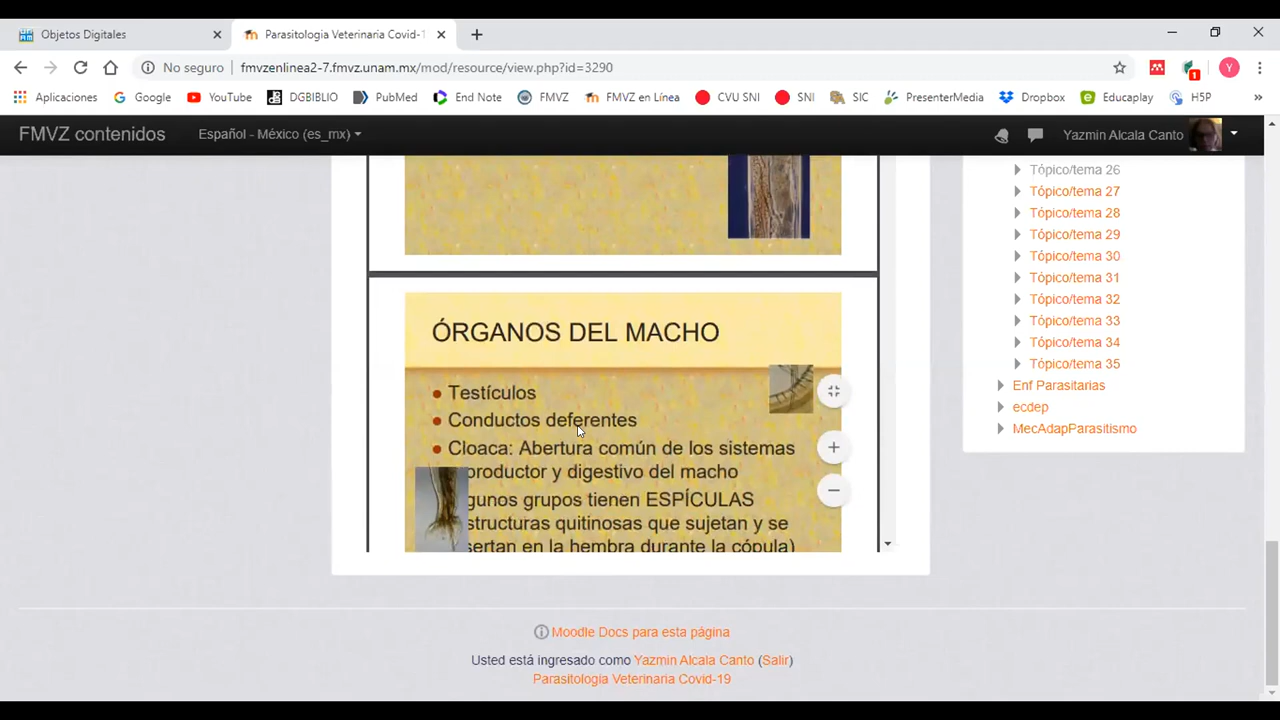 Objetos Digitales
Parasitologia Veterinaria Covid-1
No seguro
fmvzenlinea2-7.fmvz.unam.mx/mod/resource/view.php?id=3290
1
Y
Aplicaciones
Google
YouTube
DGBIBLIO
PubMed
End Note
FMVZ
FMVZ en Línea
CVU SNI
SNI
SIC
PresenterMedia
Dropbox
Educaplay
H5P
FMVZ contenidos
Español - México (es_mx)
Yazmin Alcala Canto
Tópico/tema 26
Tópico/tema 27
Tópico/tema 28
Tópico/tema 29
Tópico/tema 30
Tópico/tema 31
Tópico/tema 32
Tópico/tema 33
Tópico/tema 34
Tópico/tema 35
Enf Parasitarias
ecdep
MecAdapParasitismo
ÓRGANOS DEL MACHO
Testículos
Conductos deferentes
Cloaca: Abertura común de los sistemas
productor y digestivo del macho
gunos grupos tienen ESPÍCULAS
structuras quitinosas que sujetan y se
sertan en la hembra durante la cópula)
Moodle Docs para esta página
Usted está ingresado como Yazmin Alcala Canto (Salir)
Parasitologia Veterinaria Covid-19